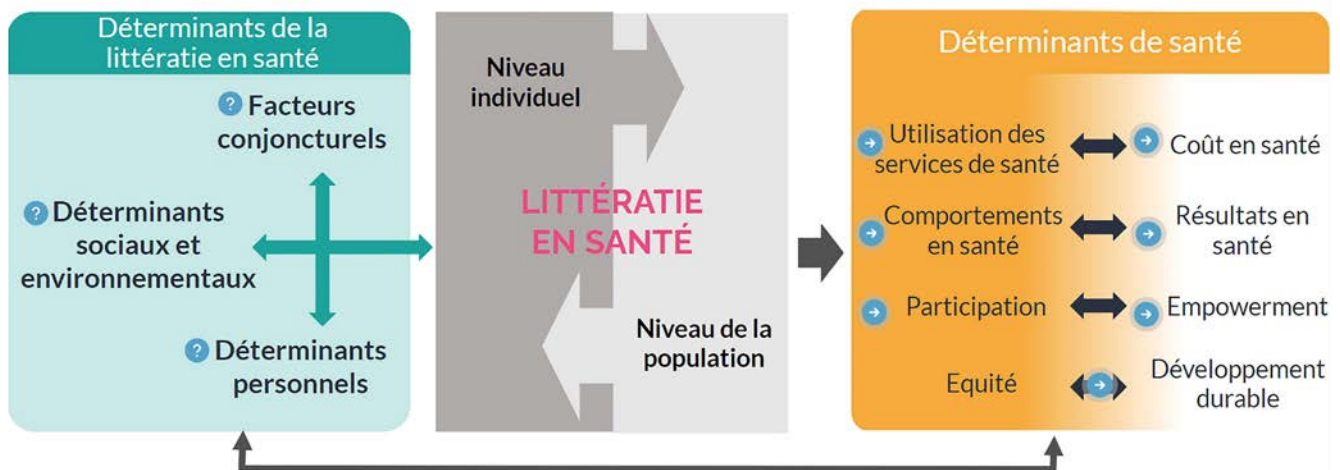 Déterminants de la
littératie en santé
? Facteurs
conjoncturels
? Déterminants
sociaux et
environnementaux
? Déterminants
personnels
Niveau
individuel
LITTÉRATIE
EN SANTÉ
Niveau de la
population
Déterminants de santé
Utilisation des
services de santé
Coût en santé
Comportements
en santé
Résultats en
santé
Participation
Empowerment
Equité
Développement
durable